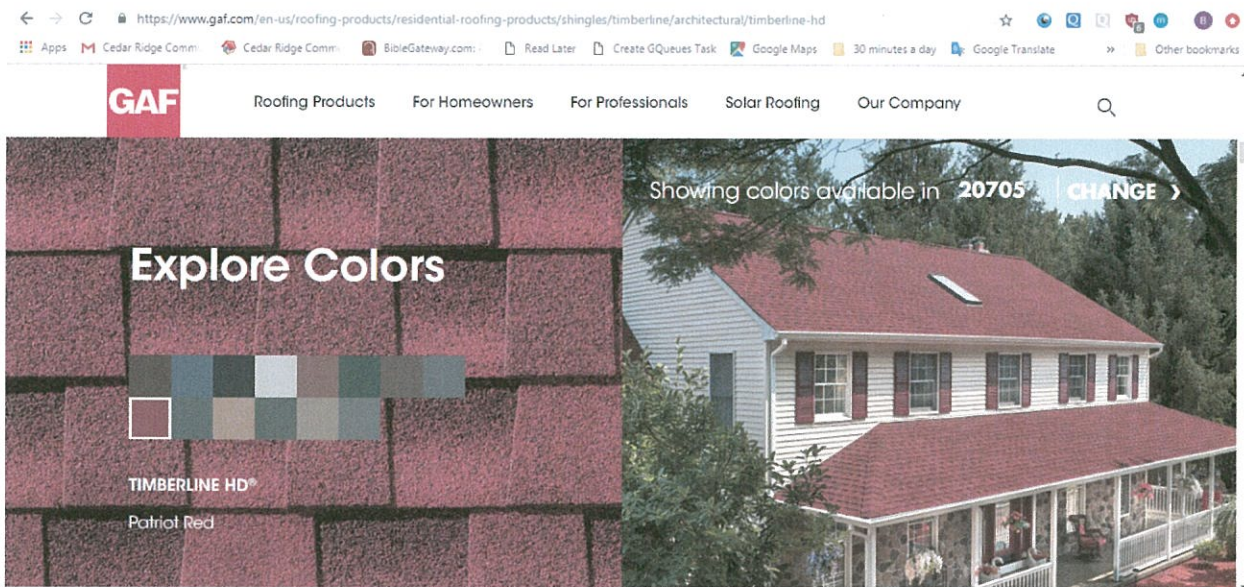 https://www.gaf.com/en-us/roofing-products/residential-roofing-products/shingles/timberline/architectural/timberline-hd
Apps Cedar Ridge Comm Cedar Ridge Comm BibleGateway.com: Read Later Create GQueues Task Google Maps 30 minutes a day Google Translate » Other bookmarks
GAF Roofing Products For Homeowners For Professionals Solar Roofing Our Company
Showing colors available in 20705 CHANGE
Explore Colors
TIMBERLINE HD®
Patriot Red